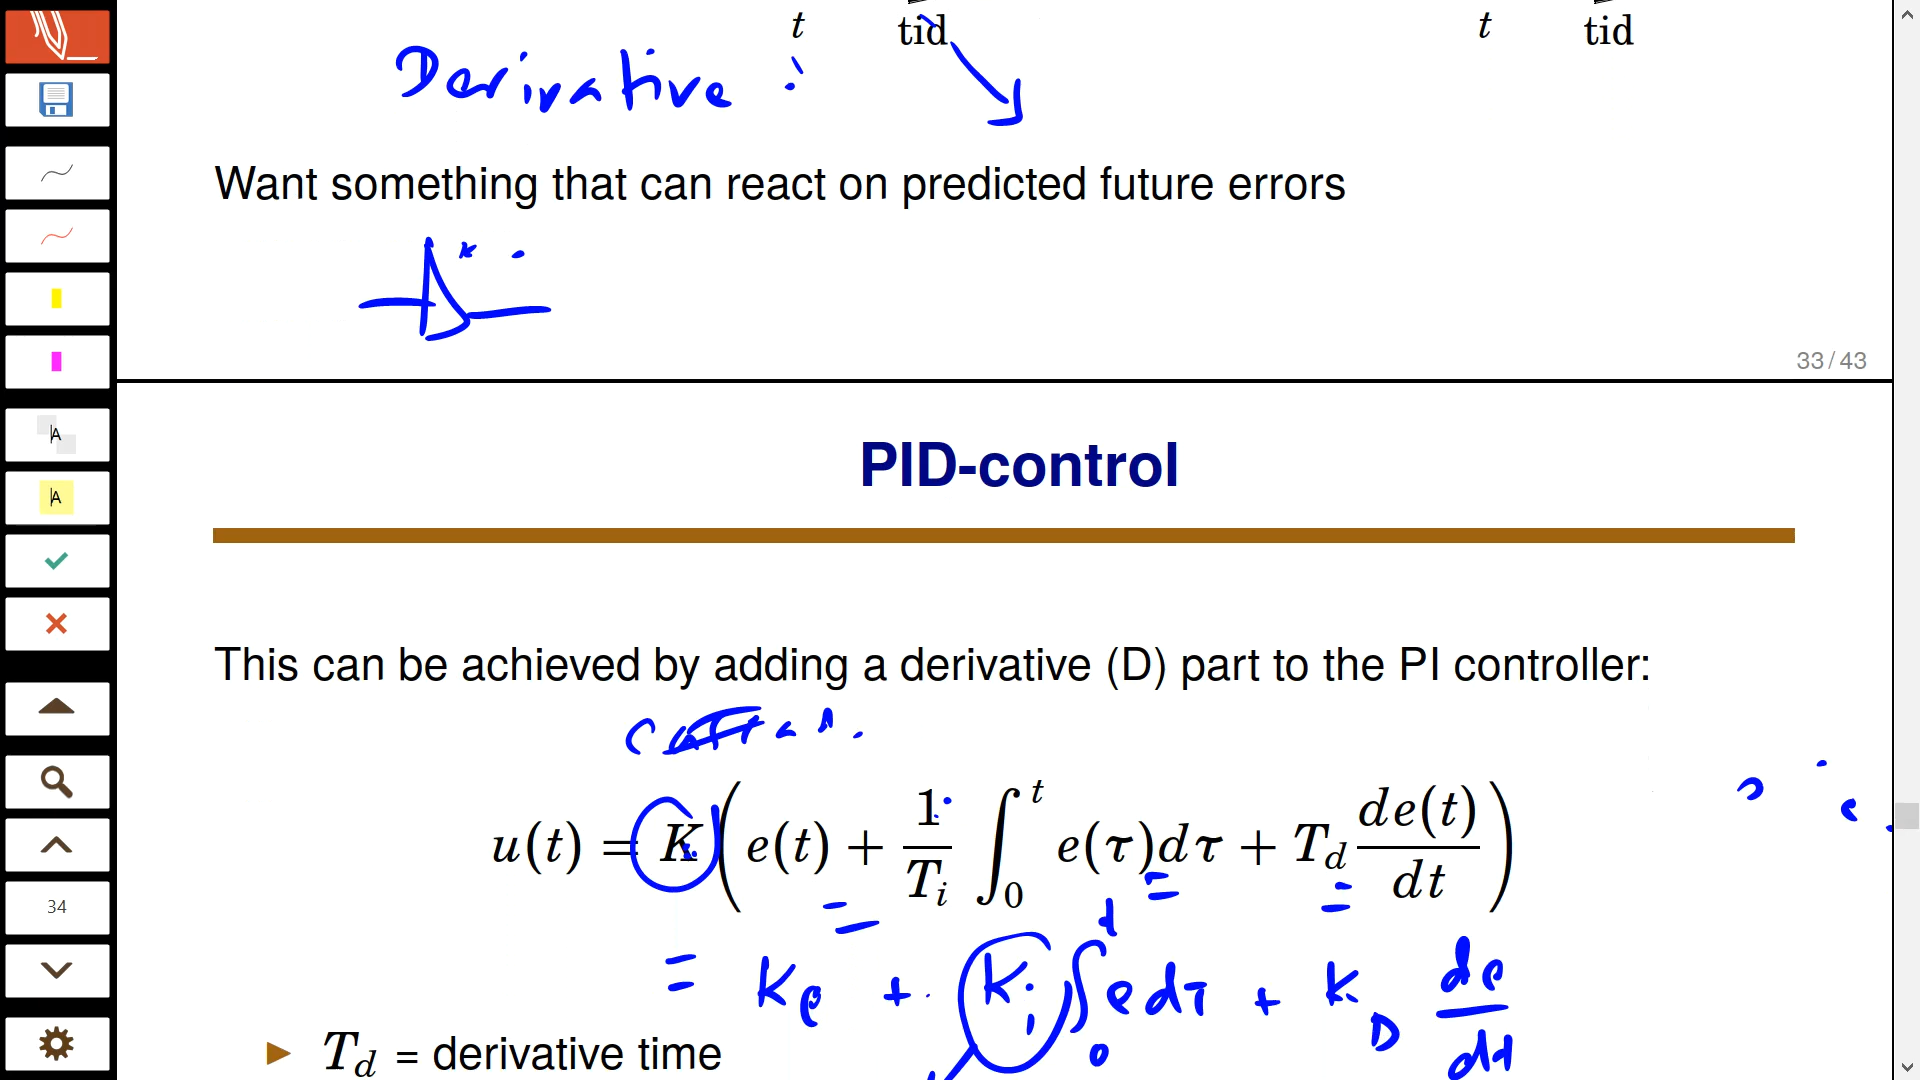 t tid t tid
Derivative :
Want something that can react on predicted future errors
33/43
PID-control
This can be achieved by adding a derivative (D) part to the PI controller:
u(t) = K ( e(t) + 1/T_i ∫_0^t e(τ)dτ + T_d de(t)/dt )
= Ke + K_i ∫_0^t e dτ + K_D de/dt
▶ T_d = derivative time
A
A
34